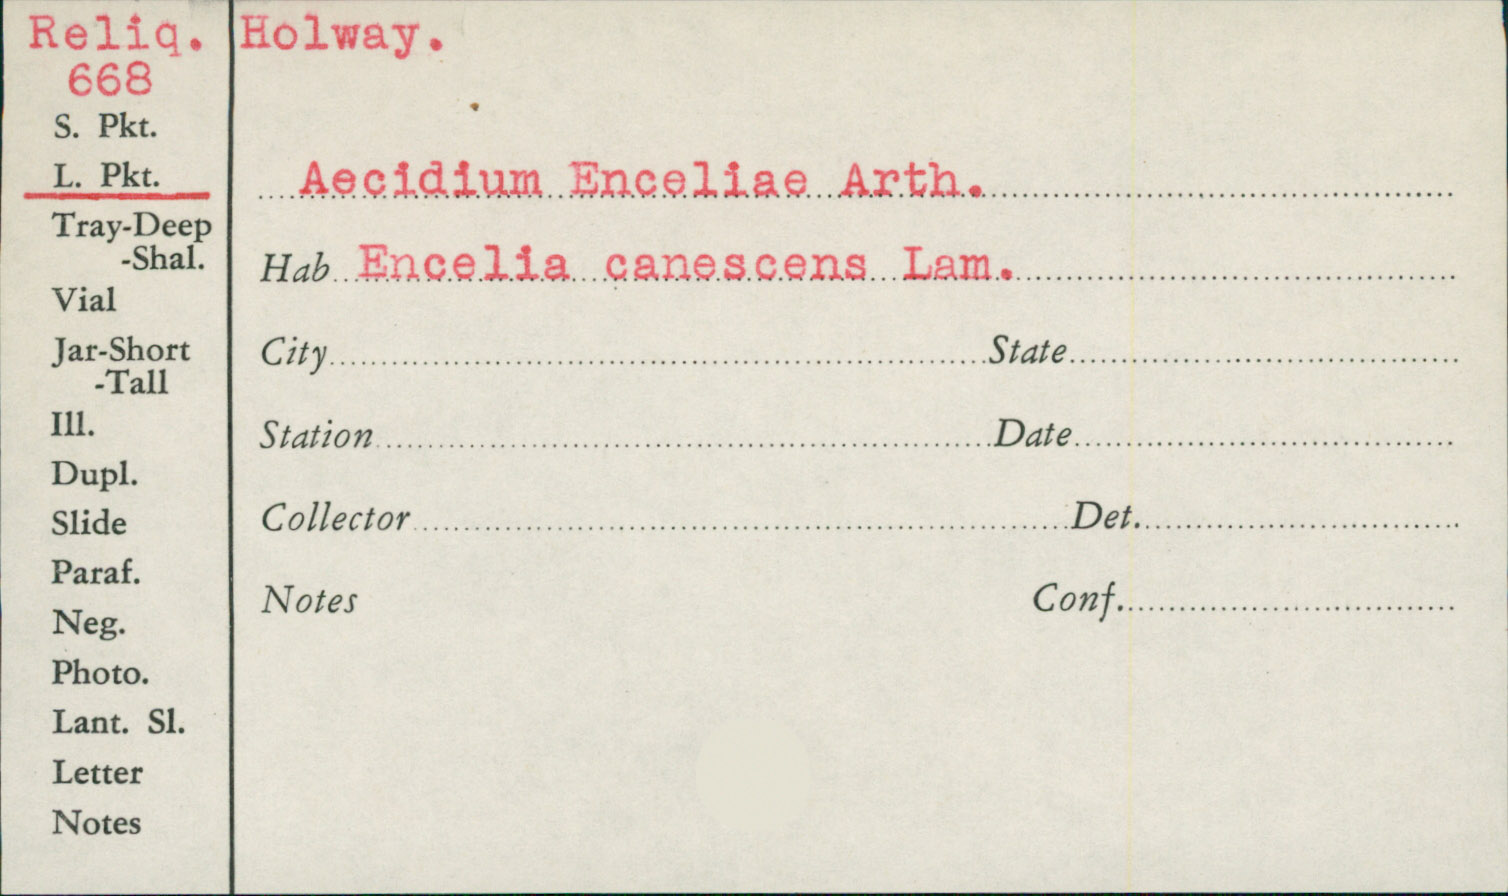 Reliq. Holway.
668
S. Pkt.
L. Pkt.
Tray-Deep
-Shal.
Vial
Jar-Short
-Tall
Ill.
Dupl.
Slide
Paraf.
Neg.
Photo.
Lant. Sl.
Letter
Notes
Aecidium Enceliae Arth.
Hab Encelia canescens Lam.
City State
Station Date
Collector Det.
Notes Conf.